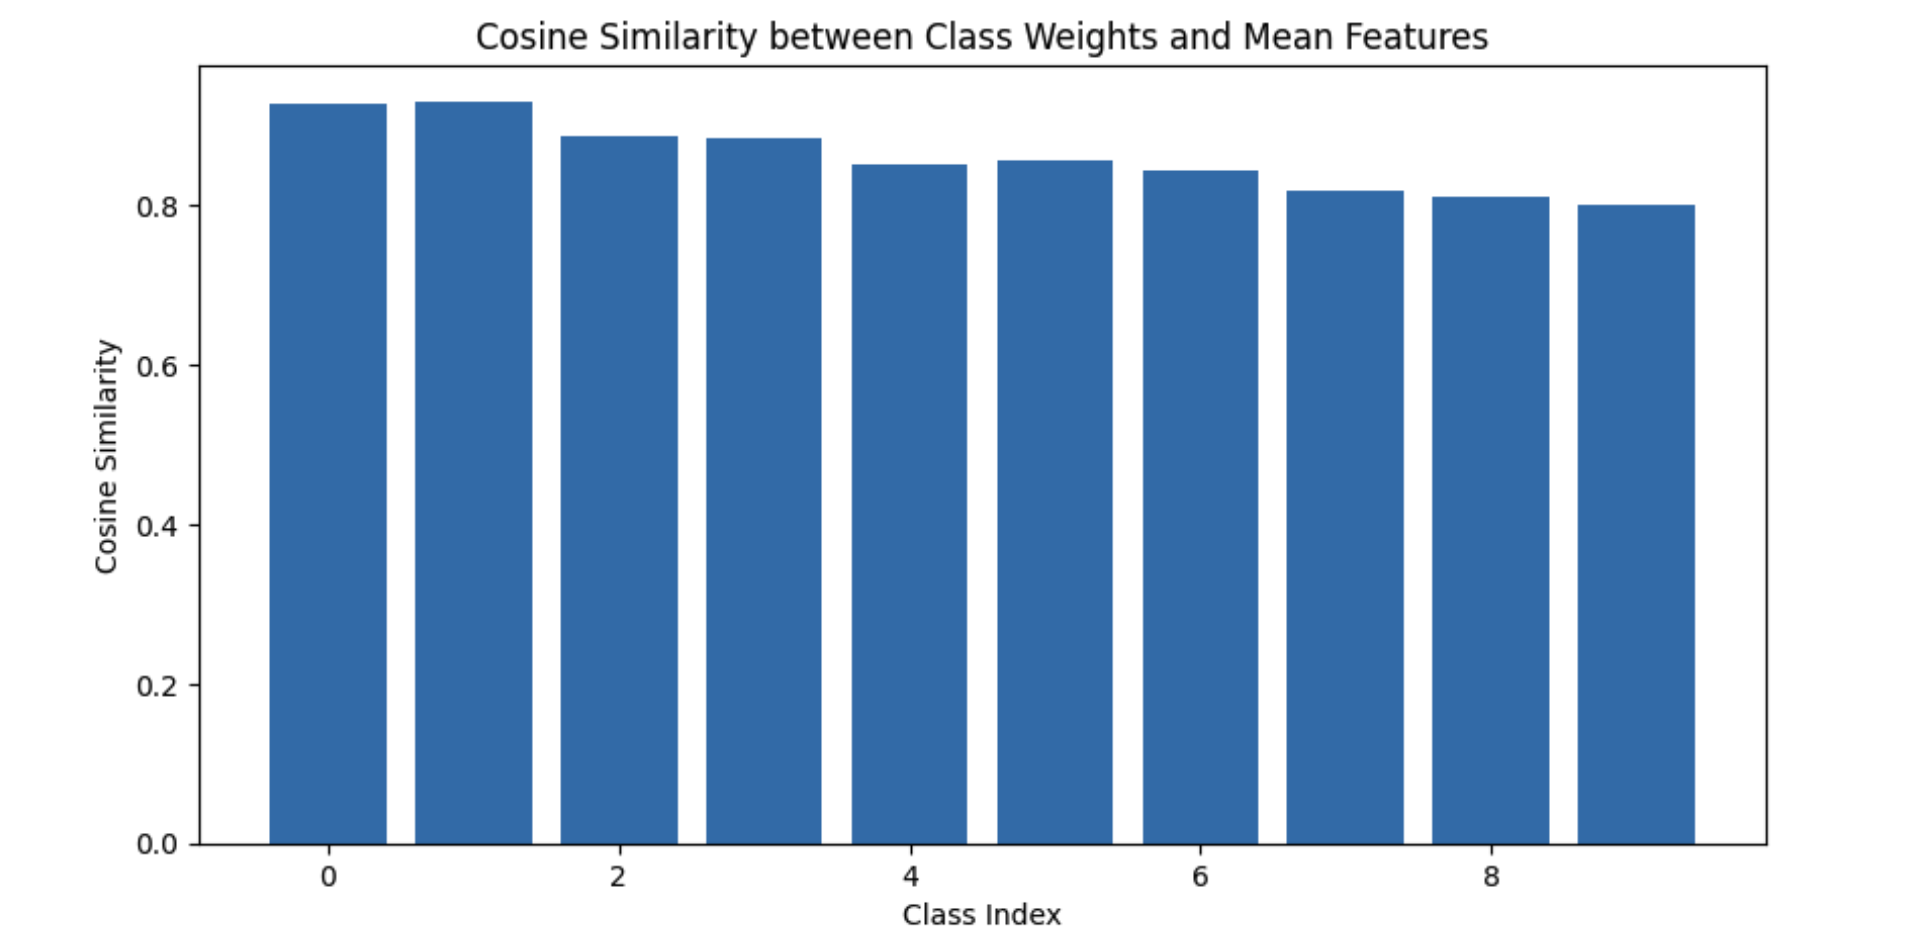 Cosine Similarity between Class Weights and Mean Features
Cosine Similarity
0.8
0.6
0.4
0.2
0.0
0 2 4 6 8
Class Index